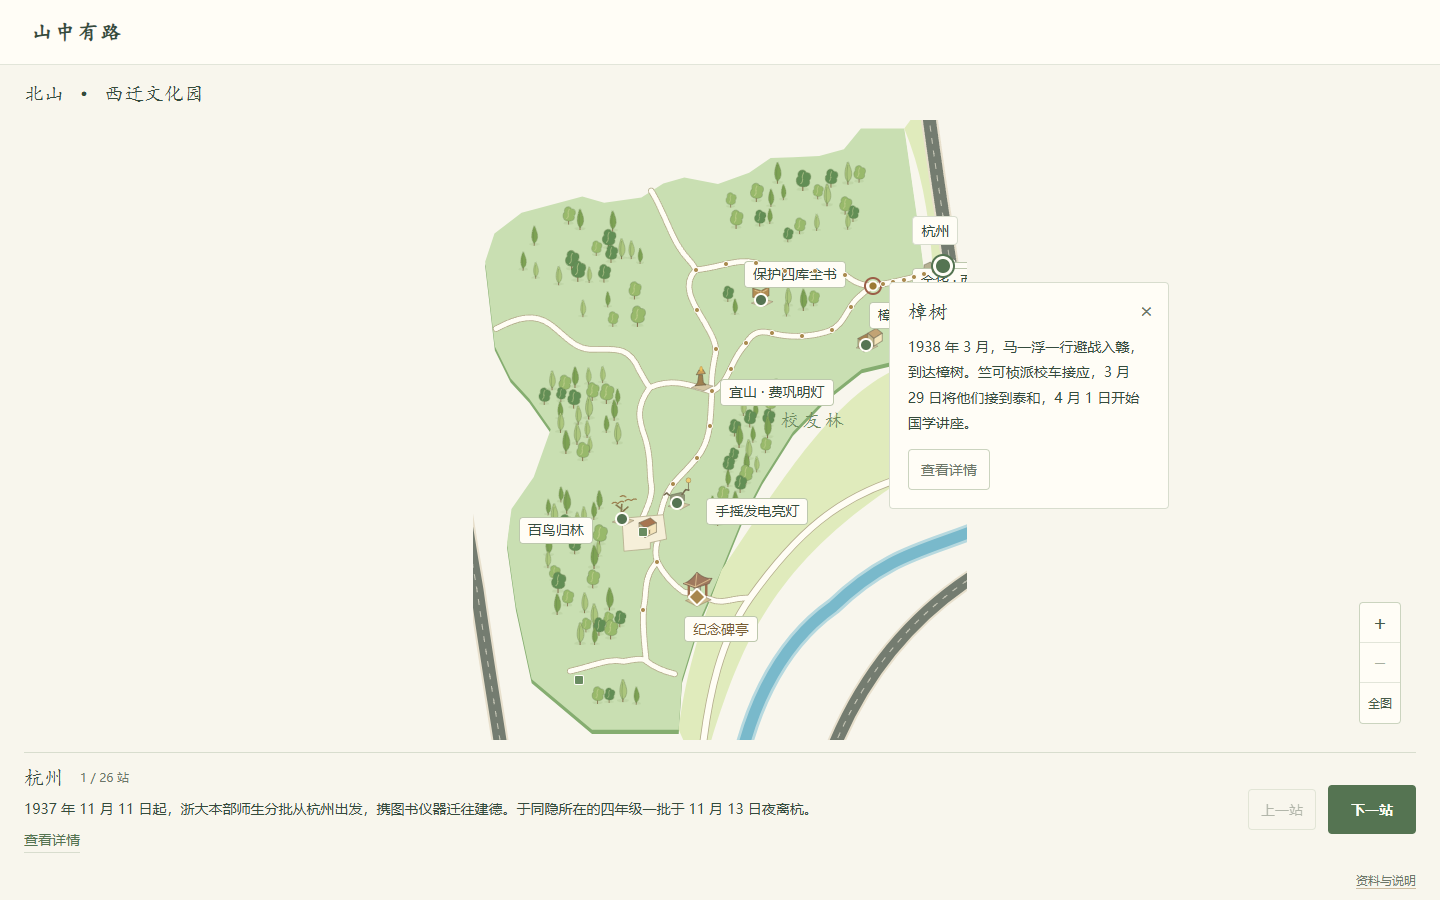 山中有路
北山 • 西迁文化园
杭州
保护四库全书
樟
樟树
×
1938 年 3 月，马一浮一行避战入赣，
到达樟树。竺可桢派校车接应，3 月
29 日将他们接到泰和，4 月 1 日开始
国学讲座。
查看详情
宜山 · 费巩明灯
校友林
手摇发电亮灯
百鸟归林
纪念碑亭
+
−
全图
杭州 1 / 26 站
1937 年 11 月 11 日起，浙大本部师生分批从杭州出发，携图书仪器迁往建德。于同隐所在的四年级一批于 11 月 13 日夜离杭。
查看详情
上一站
下一站
资料与说明